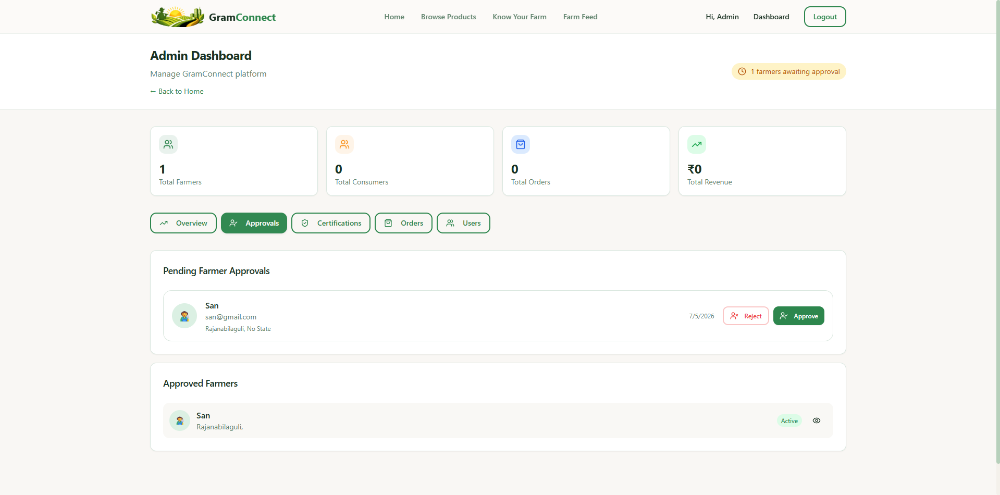 GramConnect
Home
Browse Products
Know Your Farm
Farm Feed
Hi, Admin
Dashboard
Logout
Admin Dashboard
Manage GramConnect platform
← Back to Home
1 farmers awaiting approval
1
Total Farmers
0
Total Consumers
0
Total Orders
₹0
Total Revenue
Overview
Approvals
Certifications
Orders
Users
Pending Farmer Approvals
San
san@gmail.com
Rajanabilaguli, No State
7/5/2026
Reject
Approve
Approved Farmers
San
Rajanabilaguli,
Active